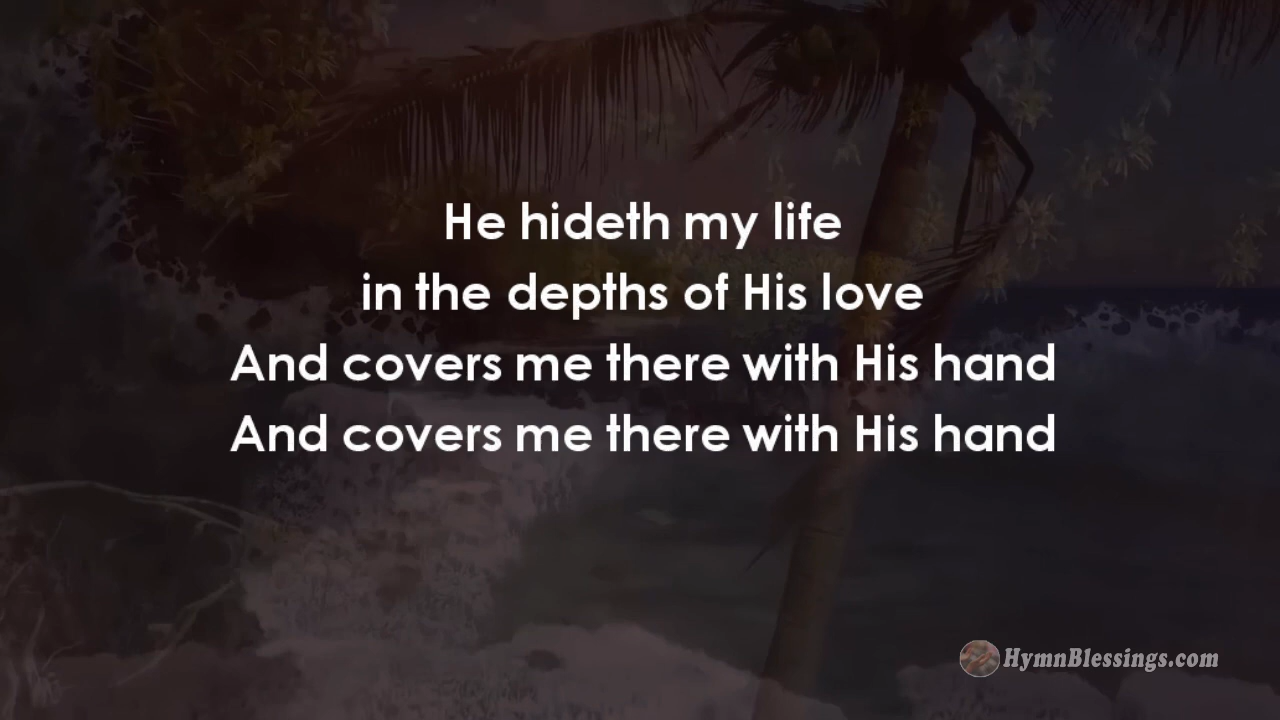 He hideth my life
in the depths of His love
And covers me there with His hand
And covers me there with His hand
HymnBlessings.com